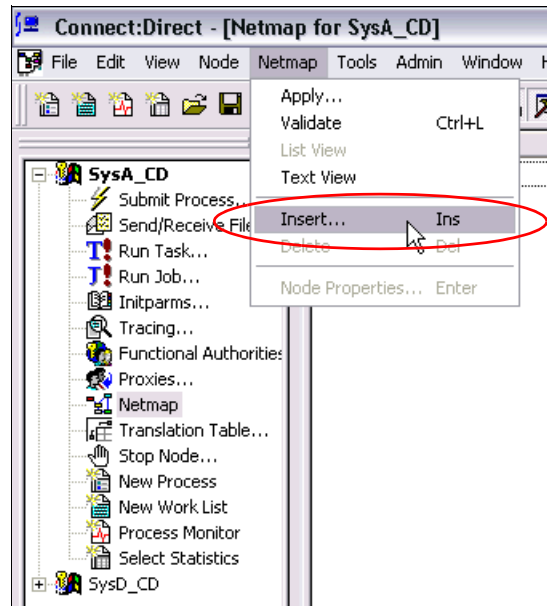 Connect:Direct - [Netmap for SysA_CD]
File Edit View Node Netmap Tools Admin Window
Apply...
Validate Ctrl+L
List View
Text View
Insert... Ins
Delete Del
Node Properties... Enter
SysA_CD
Submit Process...
Send/Receive File
Run Task...
Run Job...
Initparms...
Tracing...
Functional Authorities
Proxies...
Netmap
Translation Table...
Stop Node...
New Process
New Work List
Process Monitor
Select Statistics
SysD_CD